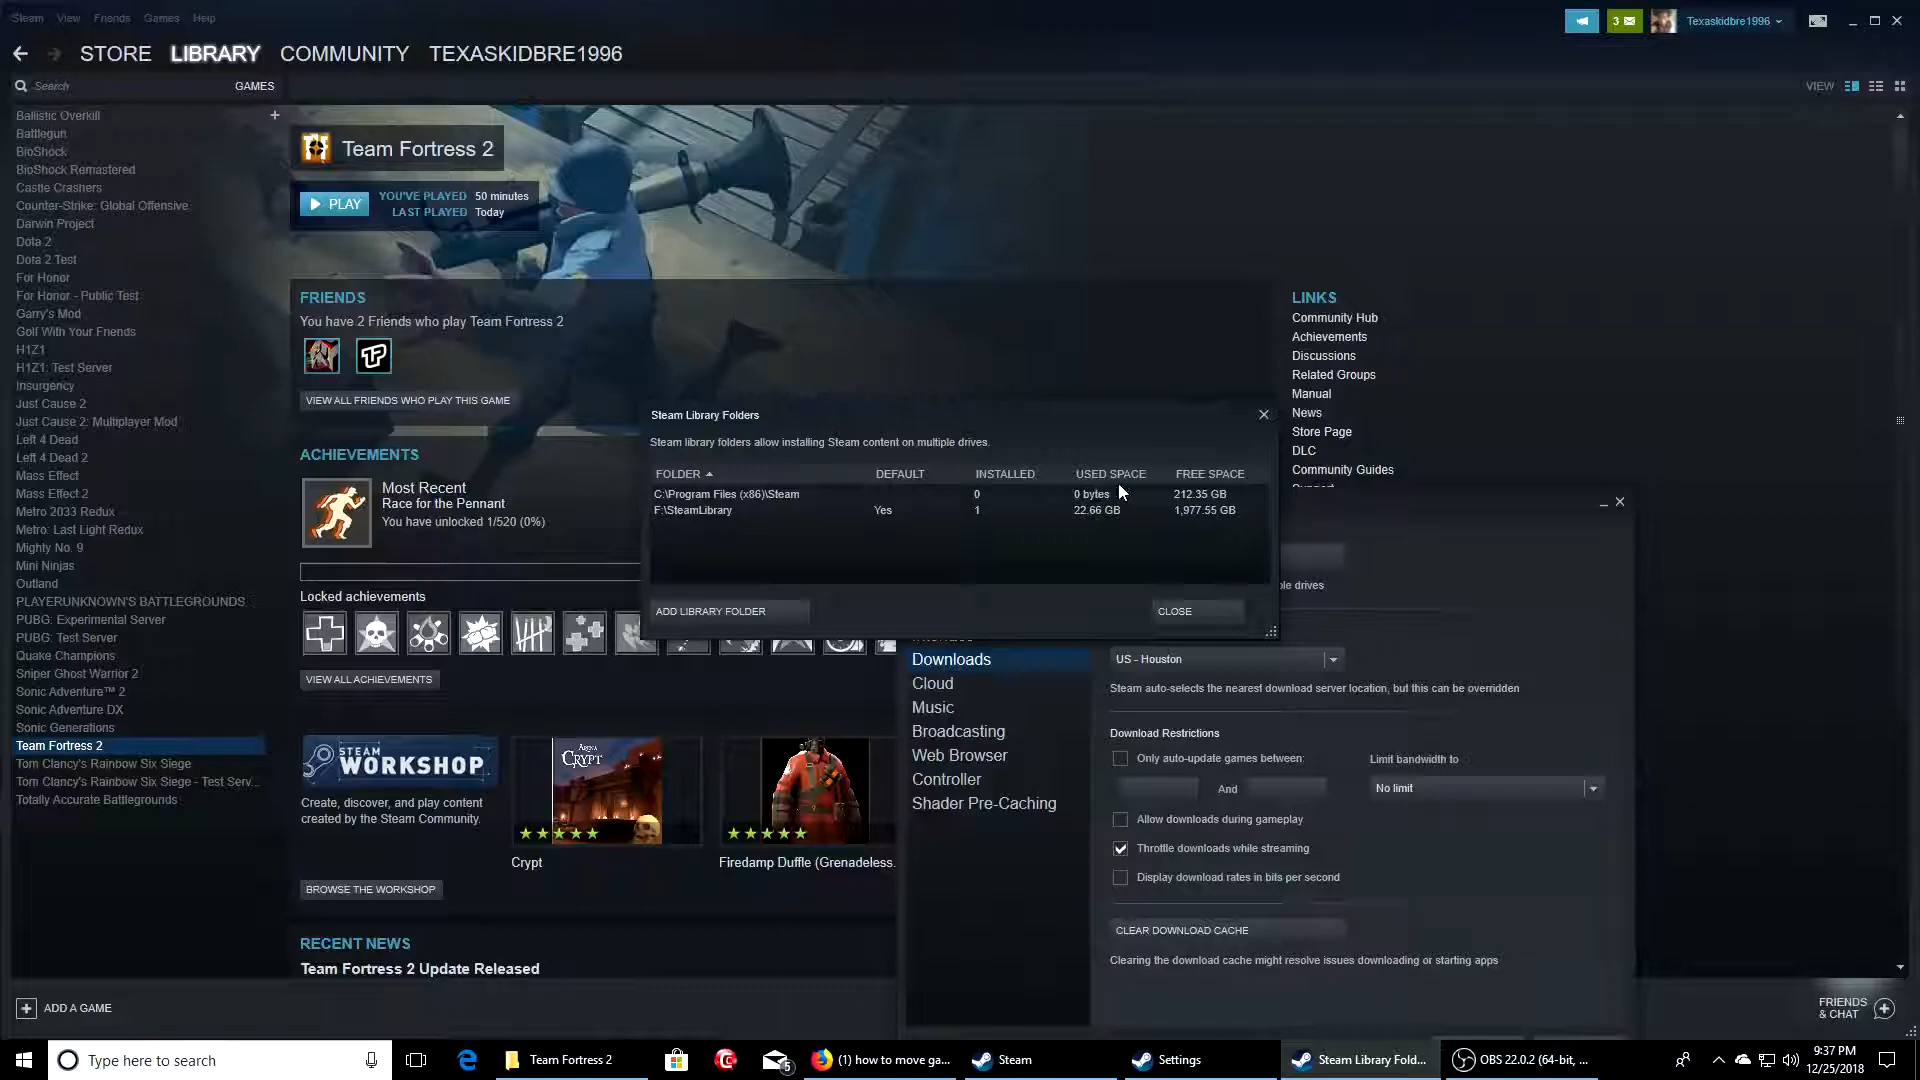 Steam View Friends Games Help
3
Texaskidbre1996
STORE LIBRARY COMMUNITY TEXASKIDBRE1996
Search
GAMES
VIEW
Ballistic Overkill
Battlegun
BioShock
BioShock Remastered
Castle Crashers
Counter-Strike: Global Offensive
Darwin Project
Dota 2
Dota 2 Test
For Honor
For Honor - Public Test
Garry's Mod
Golf With Your Friends
H1Z1
H1Z1: Test Server
Insurgency
Just Cause 2
Just Cause 2: Multiplayer Mod
Left 4 Dead
Left 4 Dead 2
Mass Effect
Mass Effect 2
Metro 2033 Redux
Metro: Last Light Redux
Mighty No. 9
Mini Ninjas
Outland
PLAYERUNKNOWN'S BATTLEGROUNDS
PUBG: Experimental Server
PUBG: Test Server
Quake Champions
Sniper Ghost Warrior 2
Sonic Adventure™ 2
Sonic Adventure DX
Sonic Generations
Team Fortress 2
Tom Clancy's Rainbow Six Siege
Tom Clancy's Rainbow Six Siege - Test Serv...
Totally Accurate Battlegrounds
ADD A GAME
Team Fortress 2
PLAY
YOU'VE PLAYED 50 minutes
LAST PLAYED Today
FRIENDS
You have 2 Friends who play Team Fortress 2
VIEW ALL FRIENDS WHO PLAY THIS GAME
ACHIEVEMENTS
Most Recent
Race for the Pennant
You have unlocked 1/520 (0%)
Locked achievements
VIEW ALL ACHIEVEMENTS
STEAM
WORKSHOP
Create, discover, and play content
created by the Steam Community.
BROWSE THE WORKSHOP
ARENA
CRYPT
Crypt
Firedamp Duffle (Grenadeless.
RECENT NEWS
Team Fortress 2 Update Released
LINKS
Community Hub
Achievements
Discussions
Related Groups
Manual
News
Store Page
DLC
Community Guides
Steam Library Folders
Steam library folders allow installing Steam content on multiple drives.
FOLDER DEFAULT INSTALLED USED SPACE FREE SPACE
C:\Program Files (x86)\Steam 0 0 bytes 212.35 GB
F:\SteamLibrary Yes 1 22.66 GB 1,977.55 GB
ADD LIBRARY FOLDER
CLOSE
drives
Downloads
Cloud
Music
Broadcasting
Web Browser
Controller
Shader Pre-Caching
US - Houston
Steam auto-selects the nearest download server location, but this can be overridden
Download Restrictions
Only auto-update games between:
And
Limit bandwidth to
No limit
Allow downloads during gameplay
Throttle downloads while streaming
Display download rates in bits per second
CLEAR DOWNLOAD CACHE
Clearing the download cache might resolve issues downloading or starting apps
FRIENDS
& CHAT
Type here to search
Team Fortress 2
5
(1) how to move ga...
Steam
Settings
Steam Library Fold...
OBS 22.0.2 (64-bit, ...
9:37 PM
12/25/2018